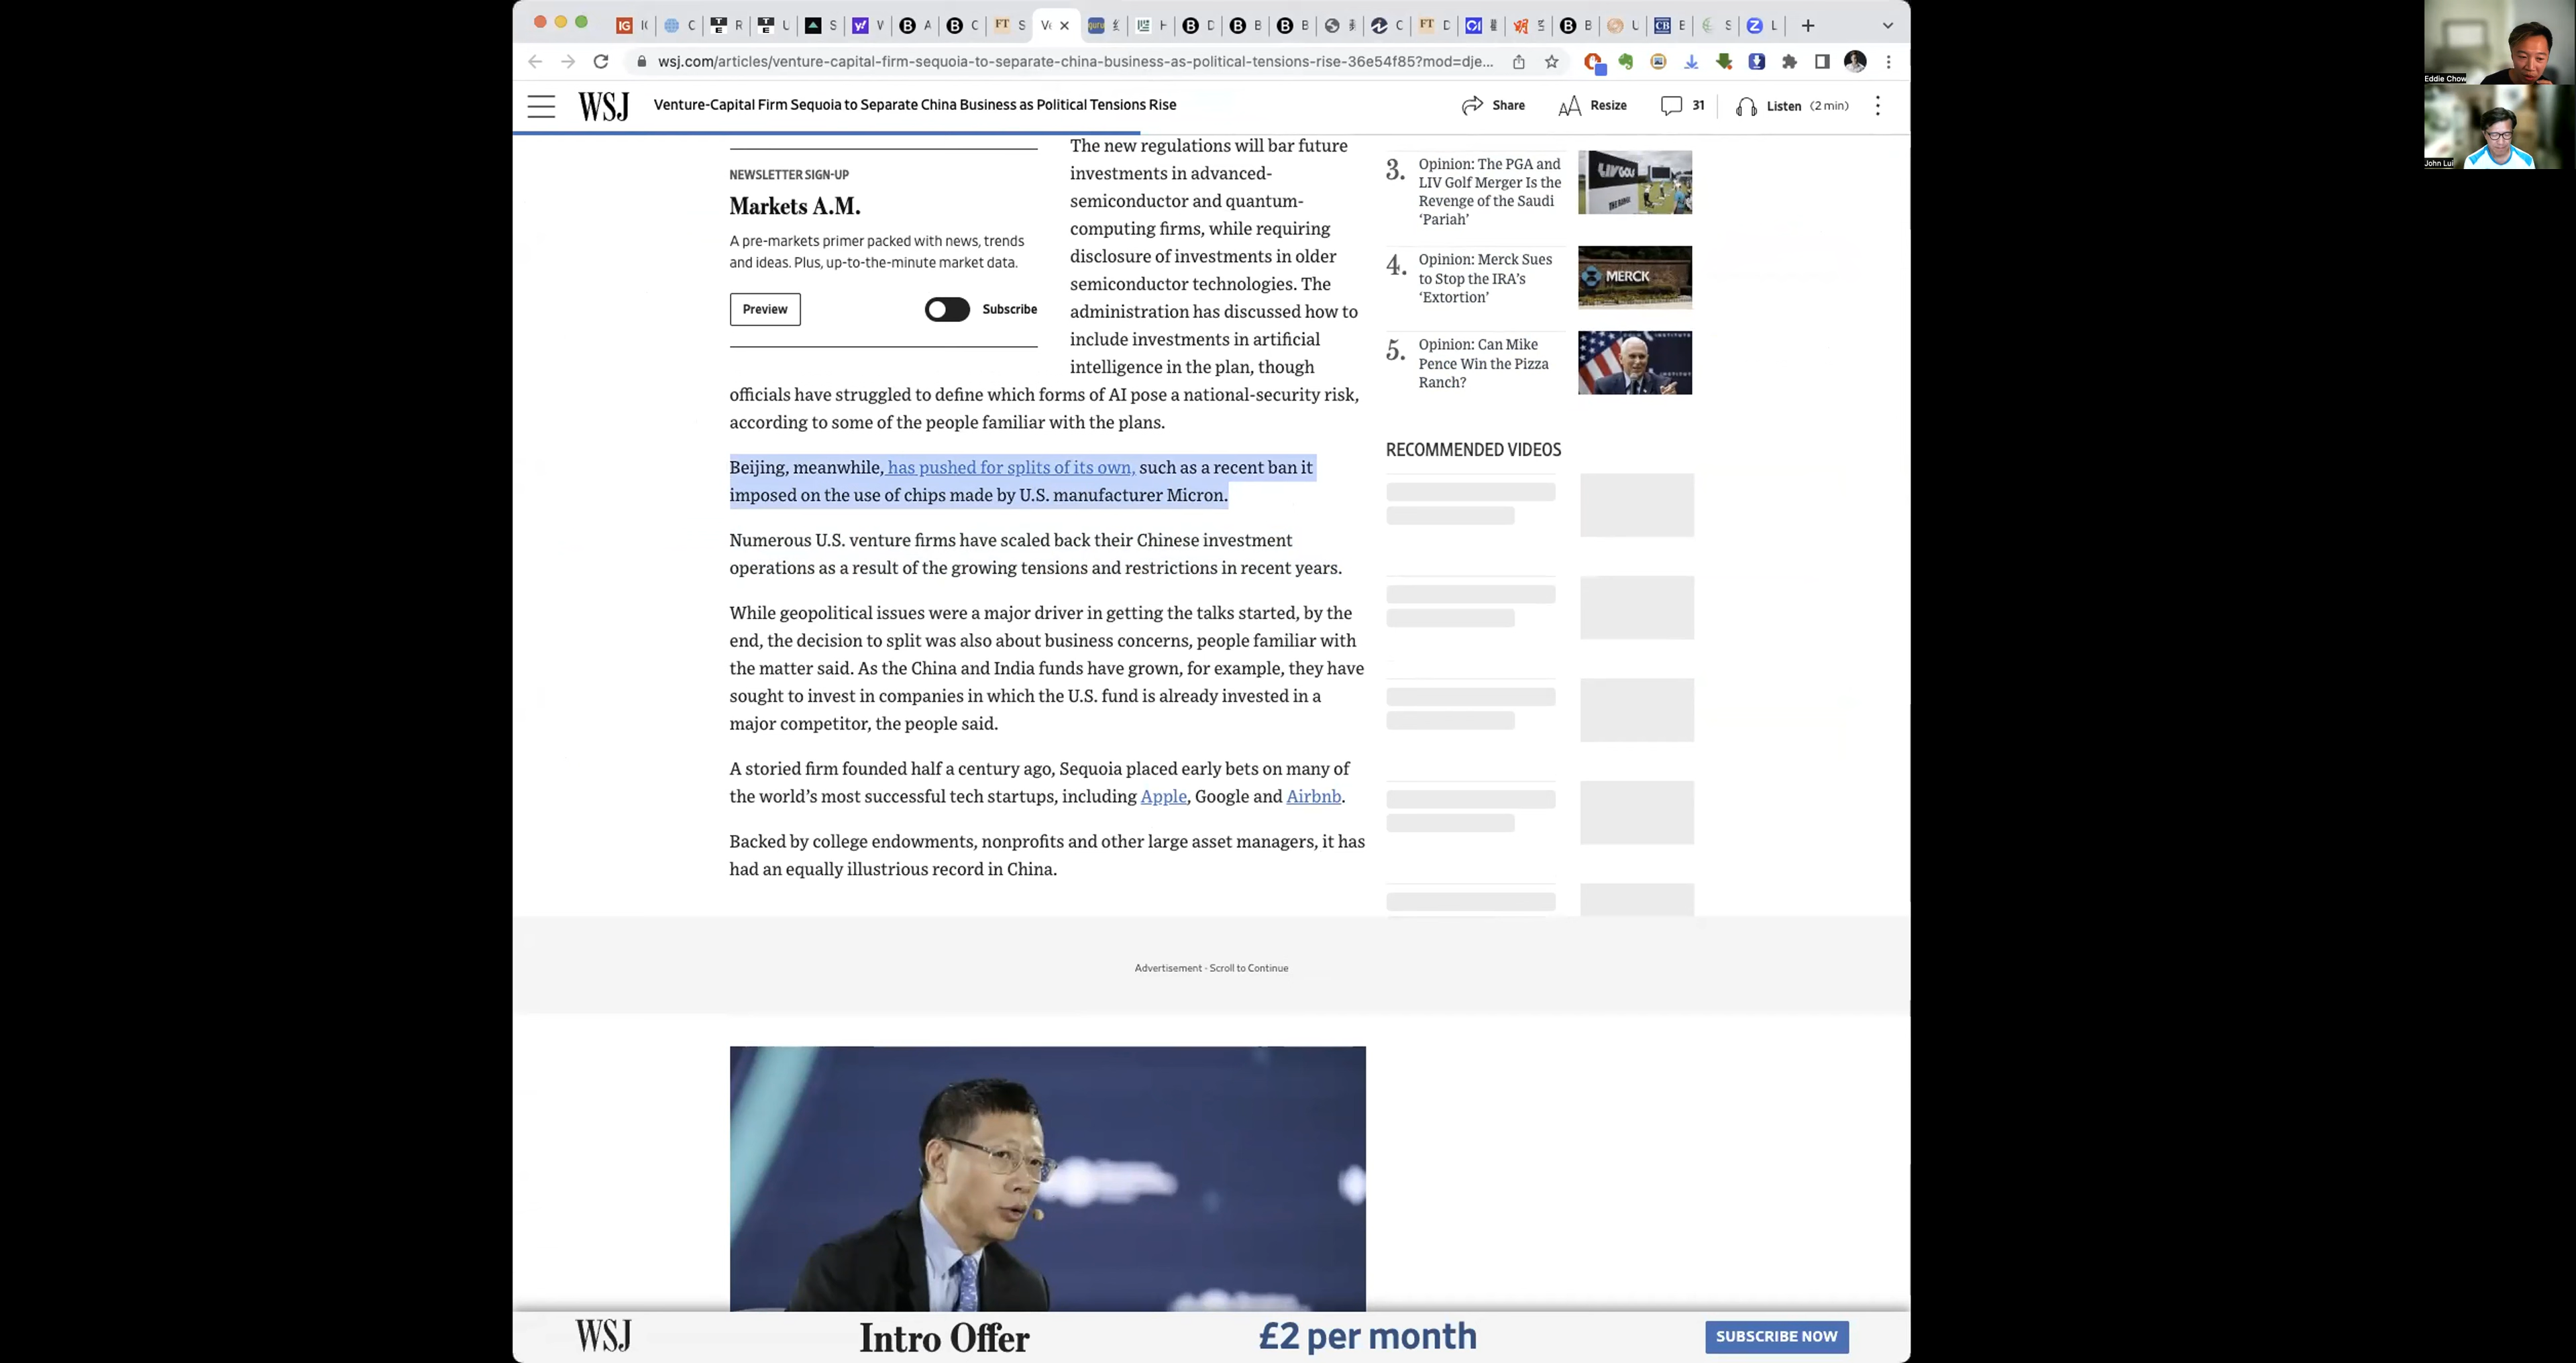 wsj.com/articles/venture-capital-firm-sequoia-to-separate-china-business-as-political-tensions-rise-36e54f85?mod=dje...
WSJ
Venture-Capital Firm Sequoia to Separate China Business as Political Tensions Rise
Share
Resize
31
Listen (2 min)
NEWSLETTER SIGN-UP
Markets A.M.
A pre-markets primer packed with news, trends
and ideas. Plus, up-to-the-minute market data.
Preview
Subscribe
The new regulations will bar future
investments in advanced-
semiconductor and quantum-
computing firms, while requiring
disclosure of investments in older
semiconductor technologies. The
administration has discussed how to
include investments in artificial
intelligence in the plan, though
officials have struggled to define which forms of AI pose a national-security risk,
according to some of the people familiar with the plans.
Beijing, meanwhile, has pushed for splits of its own, such as a recent ban it
imposed on the use of chips made by U.S. manufacturer Micron.
Numerous U.S. venture firms have scaled back their Chinese investment
operations as a result of the growing tensions and restrictions in recent years.
While geopolitical issues were a major driver in getting the talks started, by the
end, the decision to split was also about business concerns, people familiar with
the matter said. As the China and India funds have grown, for example, they have
sought to invest in companies in which the U.S. fund is already invested in a
major competitor, the people said.
A storied firm founded half a century ago, Sequoia placed early bets on many of
the world's most successful tech startups, including Apple, Google and Airbnb.
Backed by college endowments, nonprofits and other large asset managers, it has
had an equally illustrious record in China.
3. Opinion: The PGA and
LIV Golf Merger Is the
Revenge of the Saudi
'Pariah'
4. Opinion: Merck Sues
to Stop the IRA's
'Extortion'
MERCK
5. Opinion: Can Mike
Pence Win the Pizza
Ranch?
RECOMMENDED VIDEOS
Advertisement - Scroll to Continue
WSJ
Intro Offer
£2 per month
SUBSCRIBE NOW
Eddie Chow
John Lui